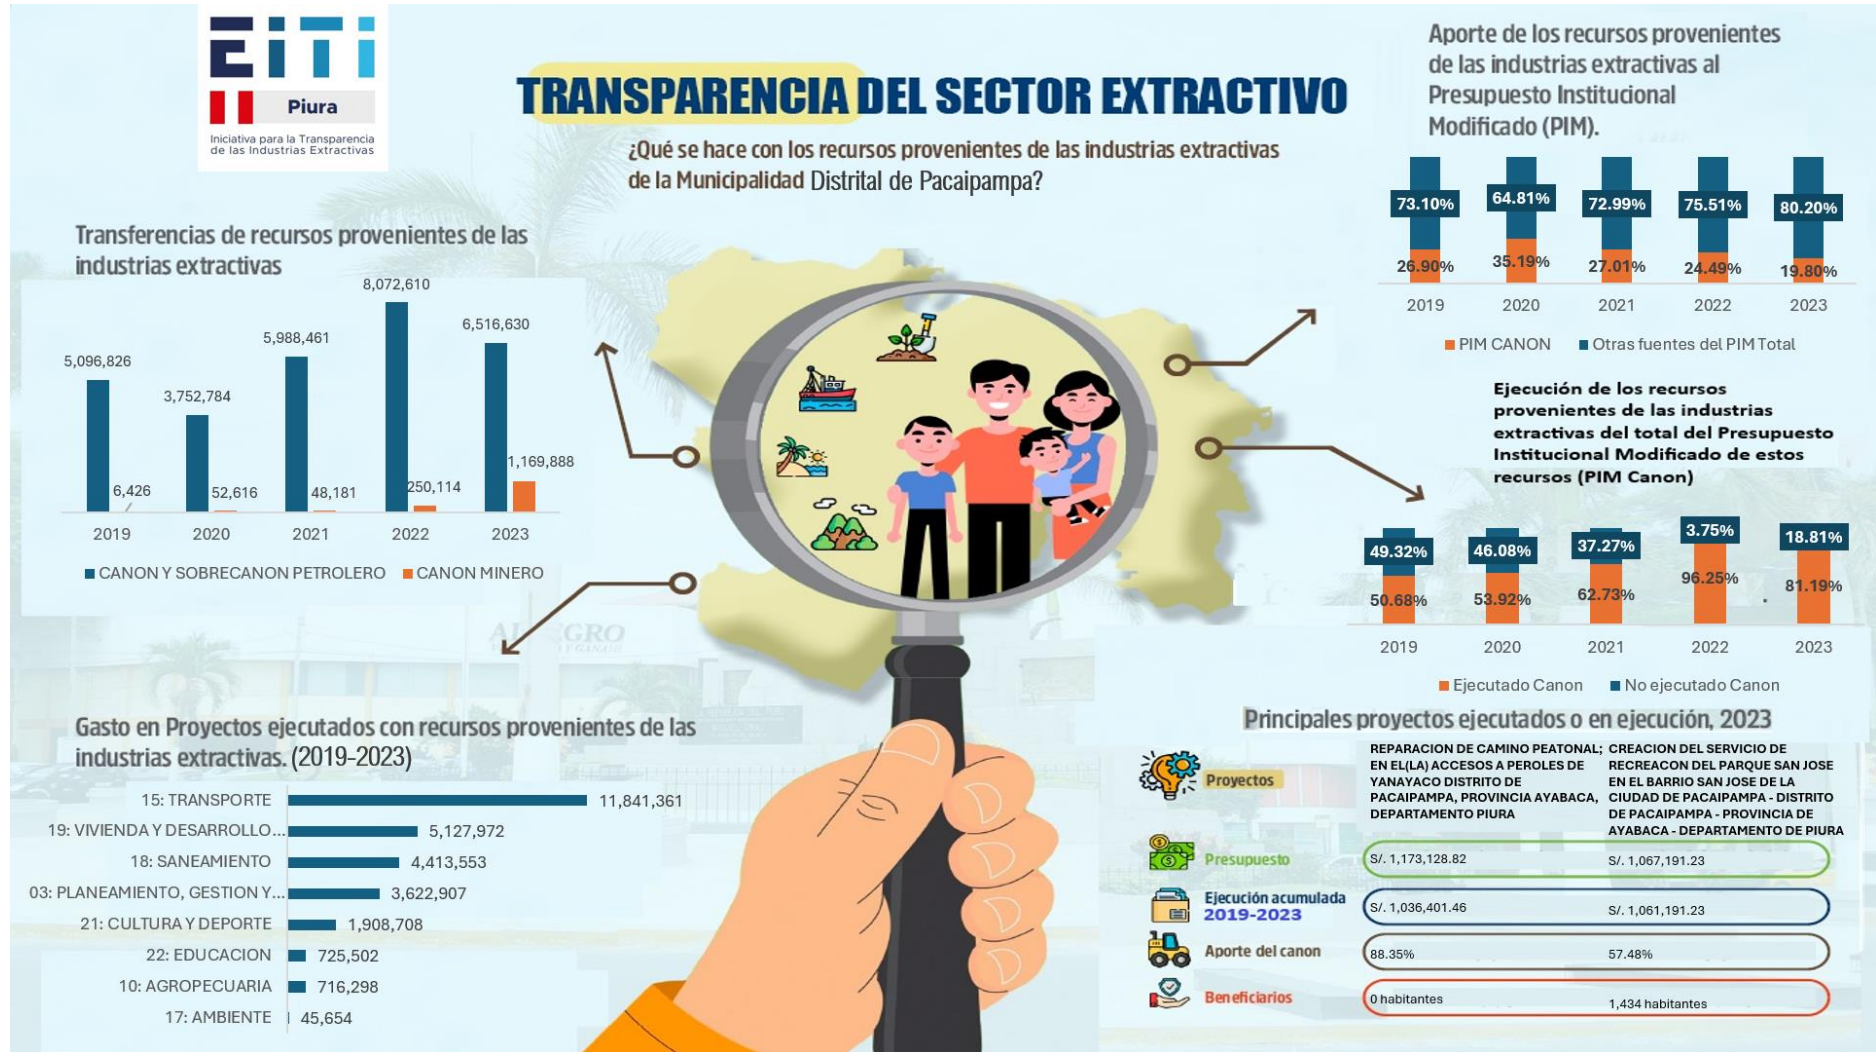 EITI
Piura
Iniciativa para la Transparencia
de las Industrias Extractivas
TRANSPARENCIA DEL SECTOR EXTRACTIVO
¿Qué se hace con los recursos provenientes de las industrias extractivas
de la Municipalidad Distrital de Pacaipampa?
Transferencias de recursos provenientes de las
industrias extractivas
5,096,826
6,426
3,752,784
52,616
5,988,461
48,181
8,072,610
250,114
6,516,630
1,169,888
2019 2020 2021 2022 2023
CANON Y SOBRECANON PETROLERO CANON MINERO
Aporte de los recursos provenientes
de las industrias extractivas al
Presupuesto Institucional
Modificado (PIM).
73.10% 64.81% 72.99% 75.51% 80.20%
26.90% 35.19% 27.01% 24.49% 19.80%
2019 2020 2021 2022 2023
PIM CANON Otras fuentes del PIM Total
Ejecución de los recursos
provenientes de las industrias
extractivas del total del Presupuesto
Institucional Modificado de estos
recursos (PIM Canon)
49.32% 46.08% 37.27% 3.75% 18.81%
50.68% 53.92% 62.73% 96.25% 81.19%
2019 2020 2021 2022 2023
Ejecutado Canon No ejecutado Canon
Gasto en Proyectos ejecutados con recursos provenientes de las
industrias extractivas. (2019-2023)
15: TRANSPORTE 11,841,361
19: VIVIENDA Y DESARROLLO... 5,127,972
18: SANEAMIENTO 4,413,553
03: PLANEAMIENTO, GESTION Y... 3,622,907
21: CULTURA Y DEPORTE 1,908,708
22: EDUCACION 725,502
10: AGROPECUARIA 716,298
17: AMBIENTE 45,654
Principales proyectos ejecutados o en ejecución, 2023
Proyectos
REPARACION DE CAMINO PEATONAL;
EN EL(LA) ACCESOS A PEROLES DE
YANAYACO DISTRITO DE
PACAIPAMPA, PROVINCIA AYABACA,
DEPARTAMENTO PIURA
CREACION DEL SERVICIO DE
RECREACON DEL PARQUE SAN JOSE
EN EL BARRIO SAN JOSE DE LA
CIUDAD DE PACAIPAMPA - DISTRITO
DE PACAIPAMPA - PROVINCIA DE
AYABACA - DEPARTAMENTO DE PIURA
Presupuesto S/. 1,173,128.82 S/. 1,067,191.23
Ejecución acumulada
2019-2023
S/. 1,036,401.46 S/. 1,061,191.23
Aporte del canon 88.35% 57.48%
Beneficiarios 0 habitantes 1,434 habitantes